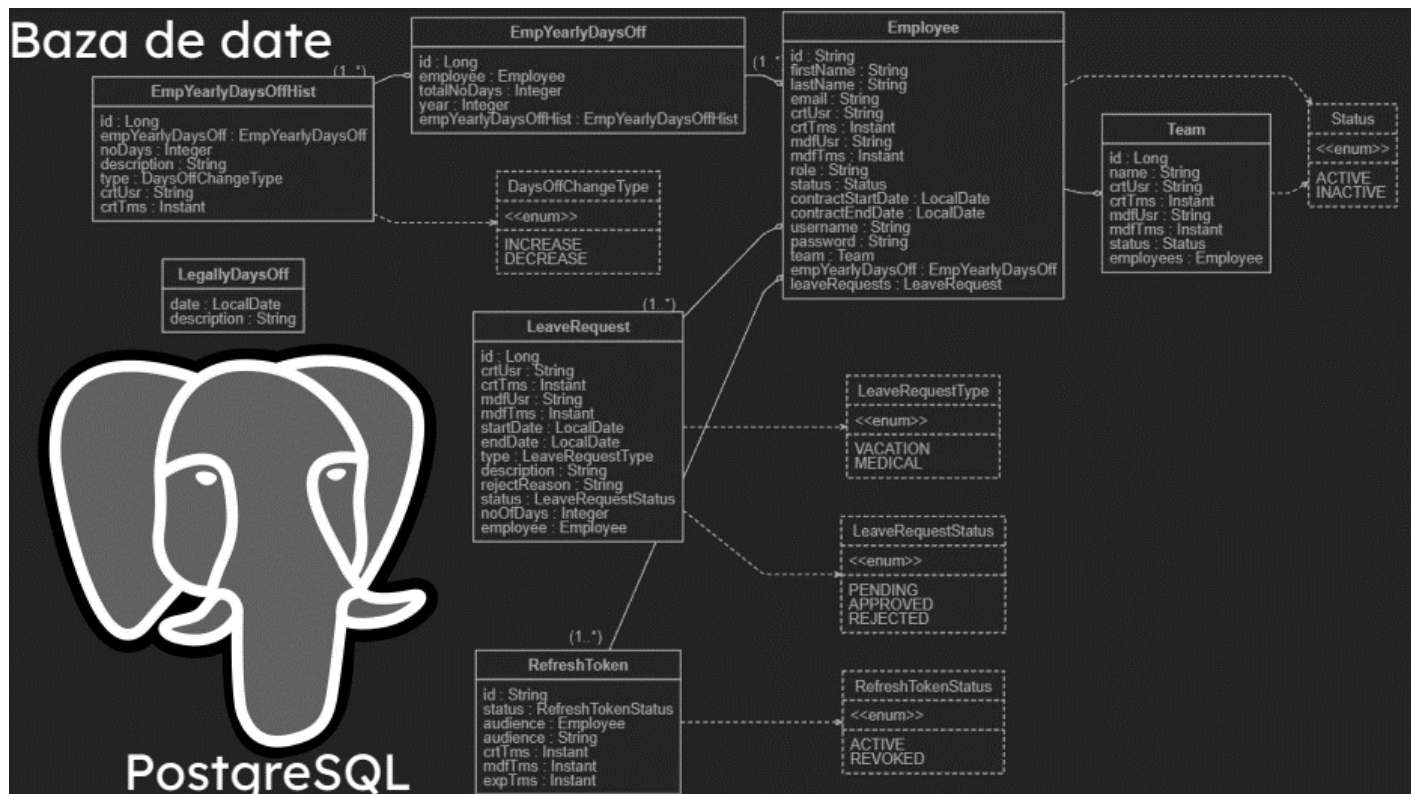 Baza de date
(1..*)
EmpYearlyDaysOffHist
id : Long
empYearlyDaysOff : EmpYearlyDaysOff
noDays : Integer
description : String
type : DaysOffChangeType
crtUsr : String
crtTms : Instant
EmpYearlyDaysOff
id : Long
employee : Employee
totalNoDays : Integer
year : Integer
empYearlyDaysOffHist : EmpYearlyDaysOffHist
(1..*
Employee
id : String
firstName : String
lastName : String
email : String
crtUsr : String
crtTms : Instant
mdfUsr : String
mdfTms : Instant
role : String
status : Status
contractStartDate : LocalDate
contractEndDate : LocalDate
username : String
password : String
team : Team
empYearlyDaysOff : EmpYearlyDaysOff
leaveRequests : LeaveRequest
Team
id : Long
name : String
crtUsr : String
crtTms : Instant
mdfUsr : String
mdfTms : Instant
status : Status
employees : Employee
Status
<<enum>>
ACTIVE
INACTIVE
DaysOffChangeType
<<enum>>
INCREASE
DECREASE
LegallyDaysOff
date : LocalDate
description : String
(1..*)
LeaveRequest
id : Long
crtUsr : String
crtTms : Instant
mdfUsr : String
mdfTms : Instant
startDate : LocalDate
endDate : LocalDate
type : LeaveRequestType
description : String
rejectReason : String
status : LeaveRequestStatus
noOfDays : Integer
employee : Employee
LeaveRequestType
<<enum>>
VACATION
MEDICAL
LeaveRequestStatus
<<enum>>
PENDING
APPROVED
REJECTED
(1..*)
RefreshToken
id : String
status : RefreshTokenStatus
audience : Employee
audience : String
crtTms : Instant
mdfTms : Instant
expTms : Instant
RefreshTokenStatus
<<enum>>
ACTIVE
REVOKED
PostgreSQL